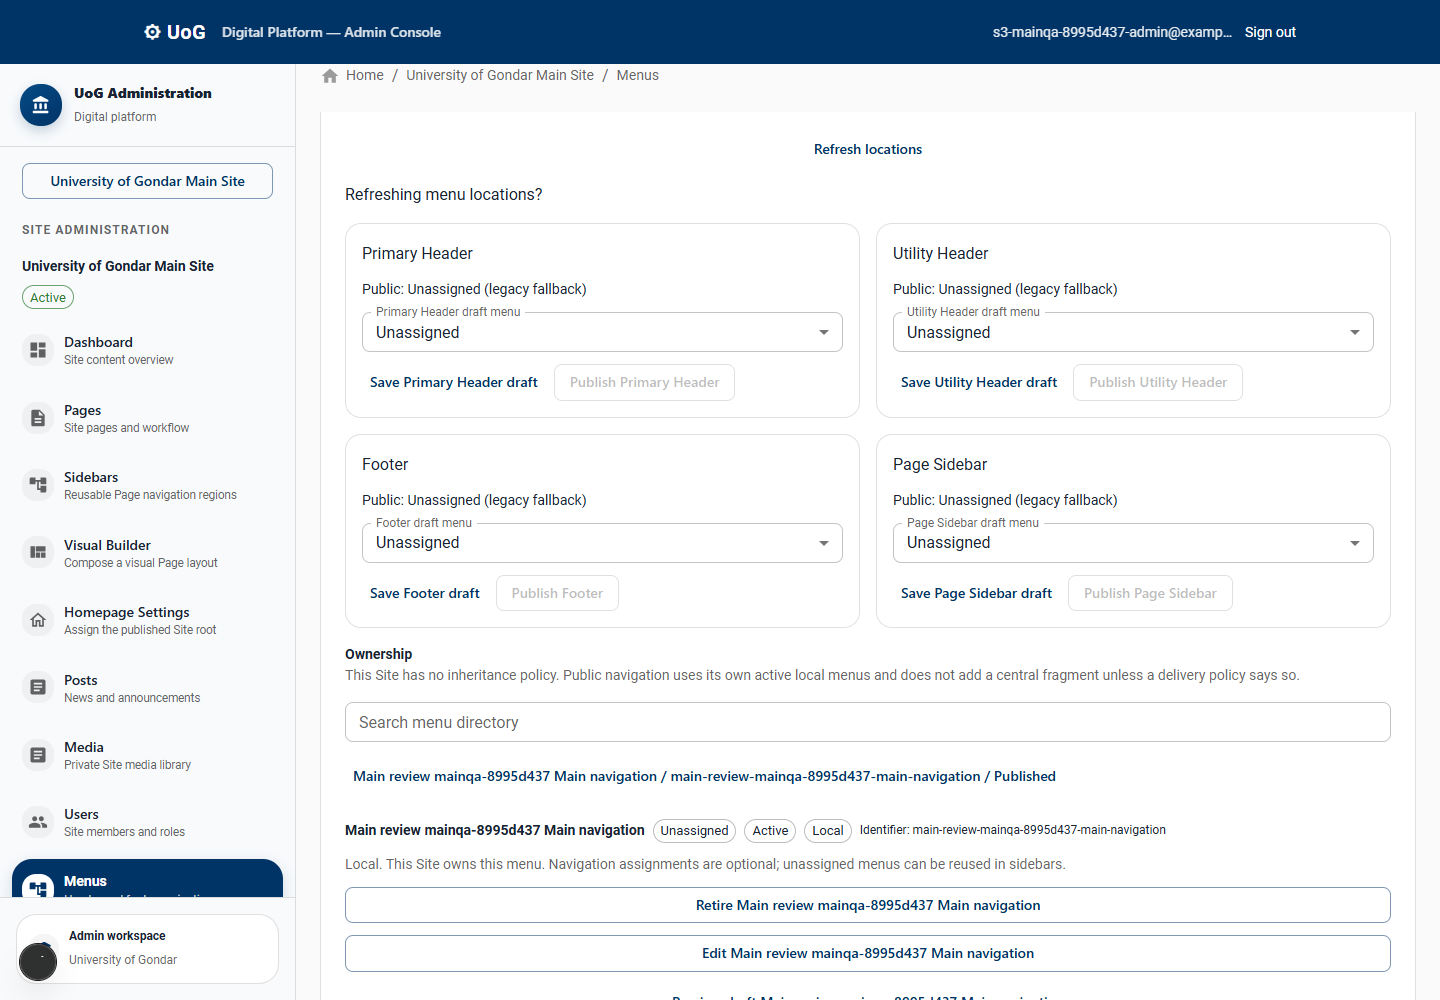 UoG
Digital Platform — Admin Console
s3-mainqa-8995d437-admin@examp...
Sign out
UoG Administration
Digital platform
University of Gondar Main Site
SITE ADMINISTRATION
University of Gondar Main Site
Active
Dashboard
Site content overview
Pages
Site pages and workflow
Sidebars
Reusable Page navigation regions
Visual Builder
Compose a visual Page layout
Homepage Settings
Assign the published Site root
Posts
News and announcements
Media
Private Site media library
Users
Site members and roles
Menus
Admin workspace
University of Gondar
Home / University of Gondar Main Site / Menus
Refresh locations
Refreshing menu locations?
Primary Header
Public: Unassigned (legacy fallback)
Primary Header draft menu
Unassigned
Save Primary Header draft
Publish Primary Header
Utility Header
Public: Unassigned (legacy fallback)
Utility Header draft menu
Unassigned
Save Utility Header draft
Publish Utility Header
Footer
Public: Unassigned (legacy fallback)
Footer draft menu
Unassigned
Save Footer draft
Publish Footer
Page Sidebar
Public: Unassigned (legacy fallback)
Page Sidebar draft menu
Unassigned
Save Page Sidebar draft
Publish Page Sidebar
Ownership
This Site has no inheritance policy. Public navigation uses its own active local menus and does not add a central fragment unless a delivery policy says so.
Search menu directory
Main review mainqa-8995d437 Main navigation / main-review-mainqa-8995d437-main-navigation / Published
Main review mainqa-8995d437 Main navigation
Unassigned
Active
Local
Identifier: main-review-mainqa-8995d437-main-navigation
Local. This Site owns this menu. Navigation assignments are optional; unassigned menus can be reused in sidebars.
Retire Main review mainqa-8995d437 Main navigation
Edit Main review mainqa-8995d437 Main navigation